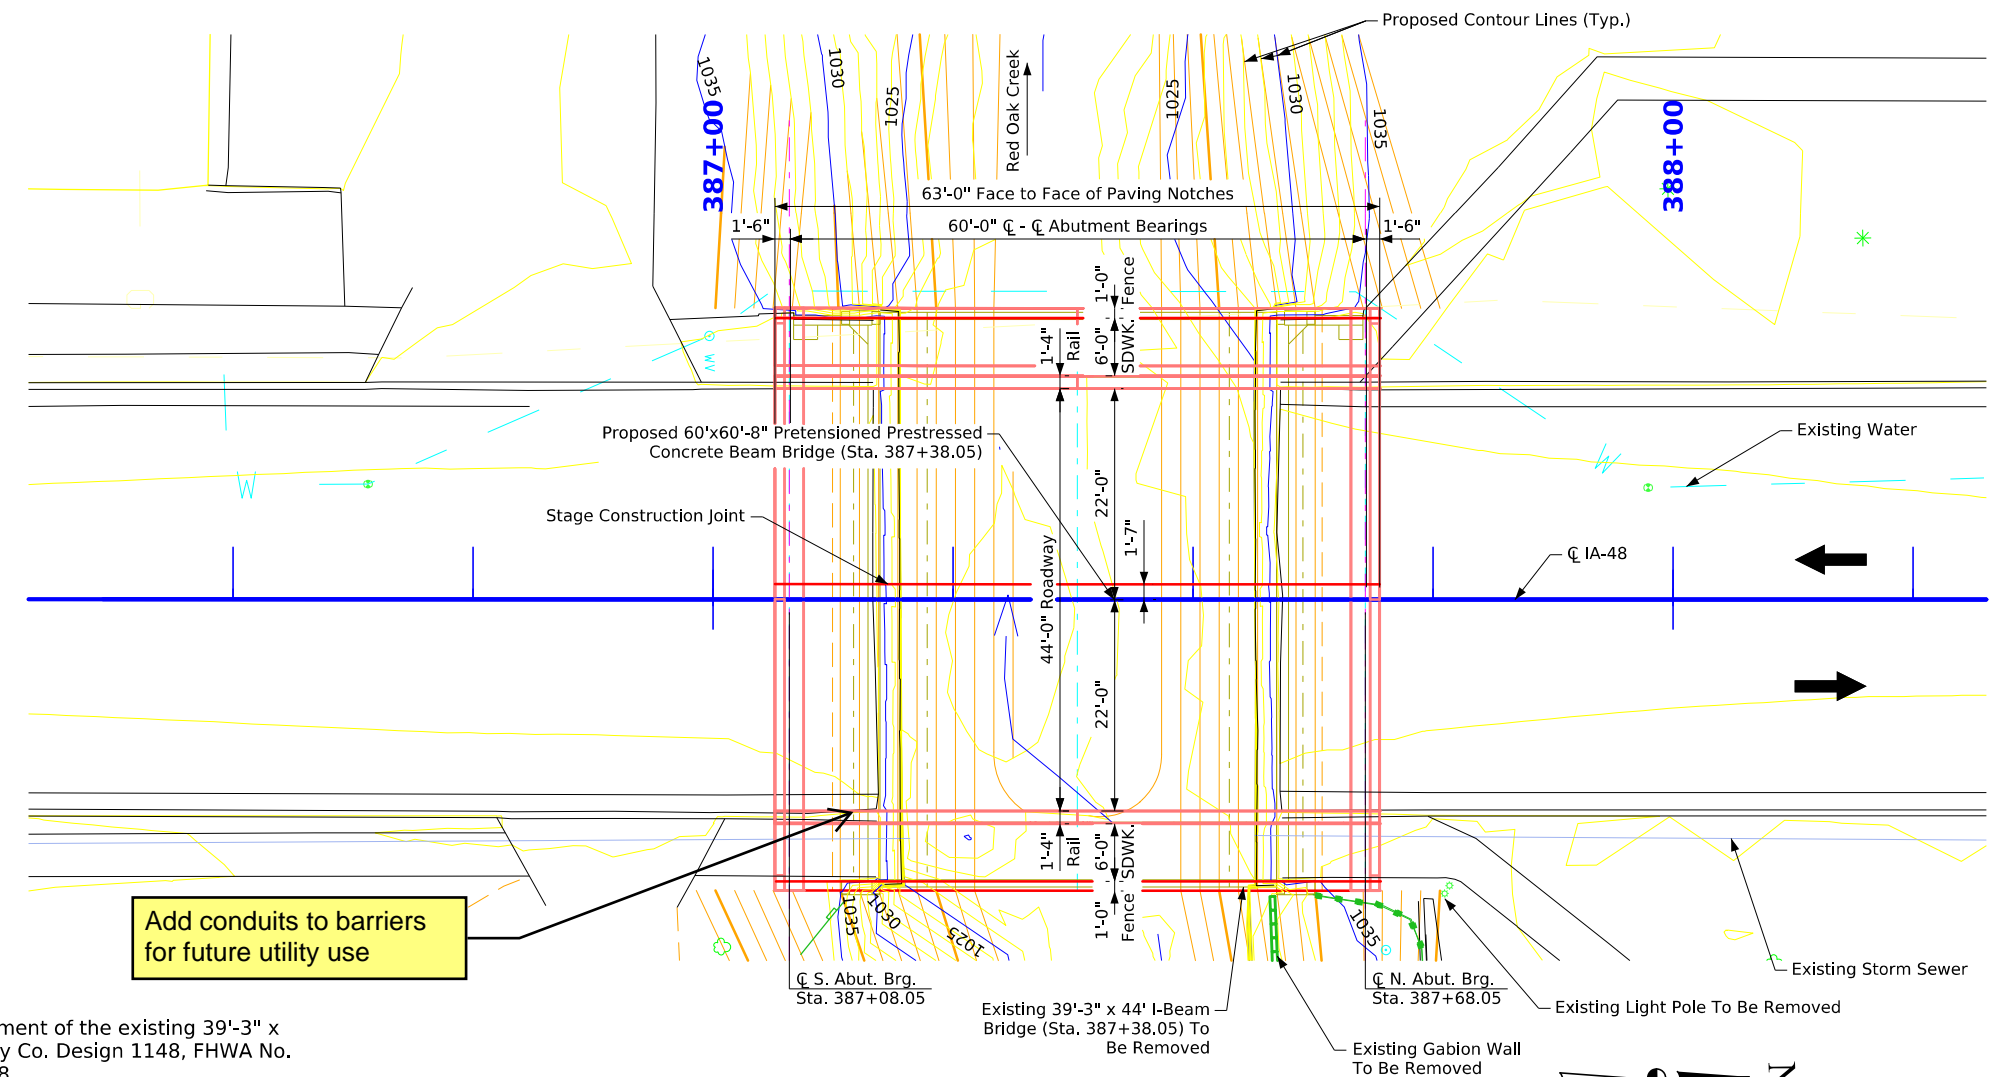 Proposed Contour Lines (Typ.)
1035
1030
1025
Red Oak Creek
1025
1030
1035
387+00
388+00
63'-0" Face to Face of Paving Notches
1'-6"
60'-0" ℄ - ℄ Abutment Bearings
1'-6"
1'-0"
Fence
1'-4"
Rail
6'-0"
SDWK.
W
Proposed 60'x60'-8" Pretensioned Prestressed
Concrete Beam Bridge (Sta. 387+38.05)
Existing Water
W
W
22'-0"
Stage Construction Joint
1'-7"
℄ IA-48
44'-0" Roadway
22'-0"
1'-4"
Rail
6'-0"
SDWK.
1'-0"
Fence
Add conduits to barriers
for future utility use
1035
1030
1025
1035
℄ S. Abut. Brg.
Sta. 387+08.05
℄ N. Abut. Brg.
Sta. 387+68.05
Existing Storm Sewer
Existing 39'-3" x 44' I-Beam
Bridge (Sta. 387+38.05) To
Be Removed
Existing Light Pole To Be Removed
Existing Gabion Wall
To Be Removed
ment of the existing 39'-3" x
y Co. Design 1148, FHWA No.
8
N